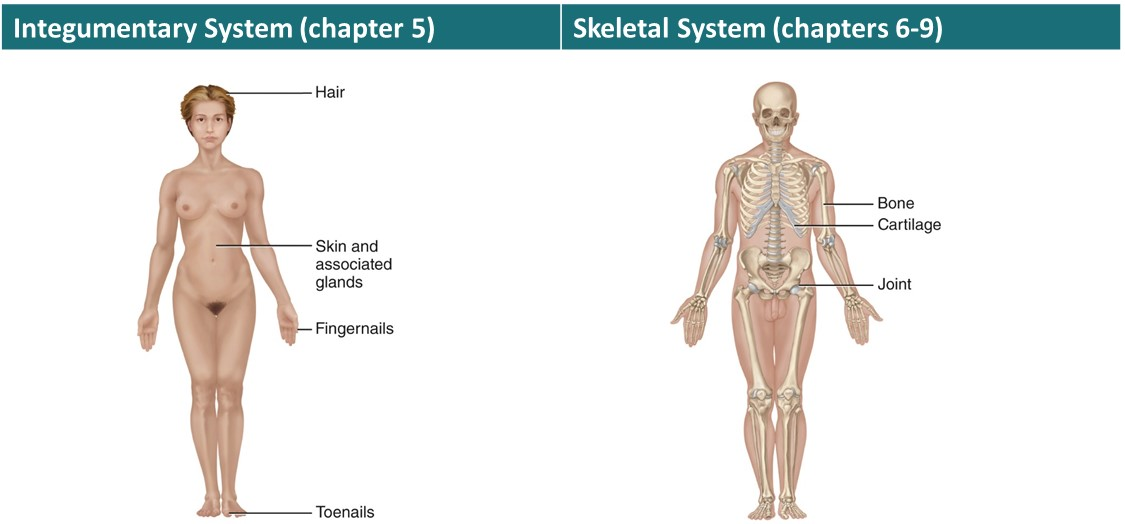 Integumentary System (chapter 5)
Skeletal System (chapters 6-9)
Hair
Skin and
associated
glands
Fingernails
Toenails
Bone
Cartilage
Joint